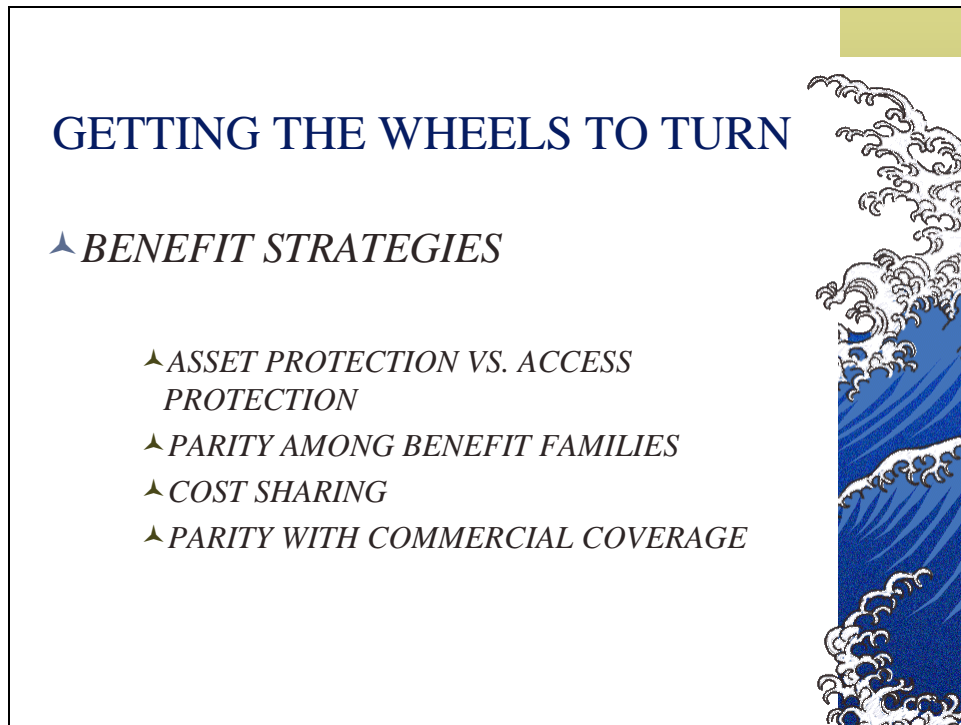 GETTING THE WHEELS TO TURN
BENEFIT STRATEGIES
ASSET PROTECTION VS. ACCESS
PROTECTION
PARITY AMONG BENEFIT FAMILIES
COST SHARING
PARITY WITH COMMERCIAL COVERAGE